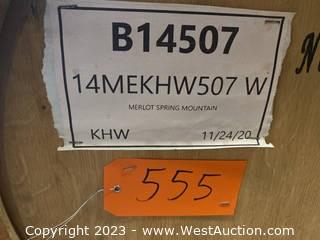 B14507
14MEKHW507 W
MERLOT SPRING MOUNTAIN
KHW 11/24/20
555
Copyright 2023 - www.WestAuction.com